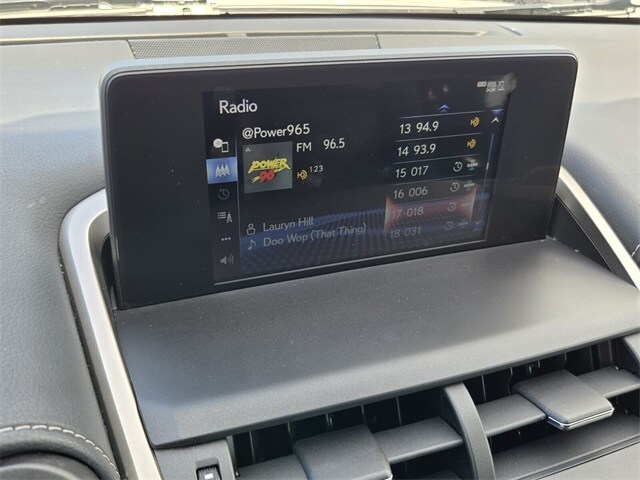 Radio
@Power965
FM 96.5
POWER
96
123
Lauryn Hill
Doo Wop (That Thing)
13 94.9
14 93.9
15 017
16 006
17 018
18 031